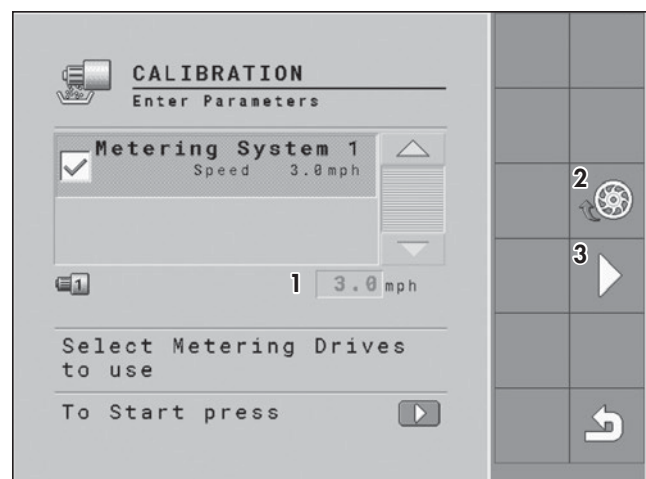 CALIBRATION
Enter Parameters
Metering System 1
Speed 3.0mph
1
1 3.0 mph
Select Metering Drives
to use
To Start press
2
3